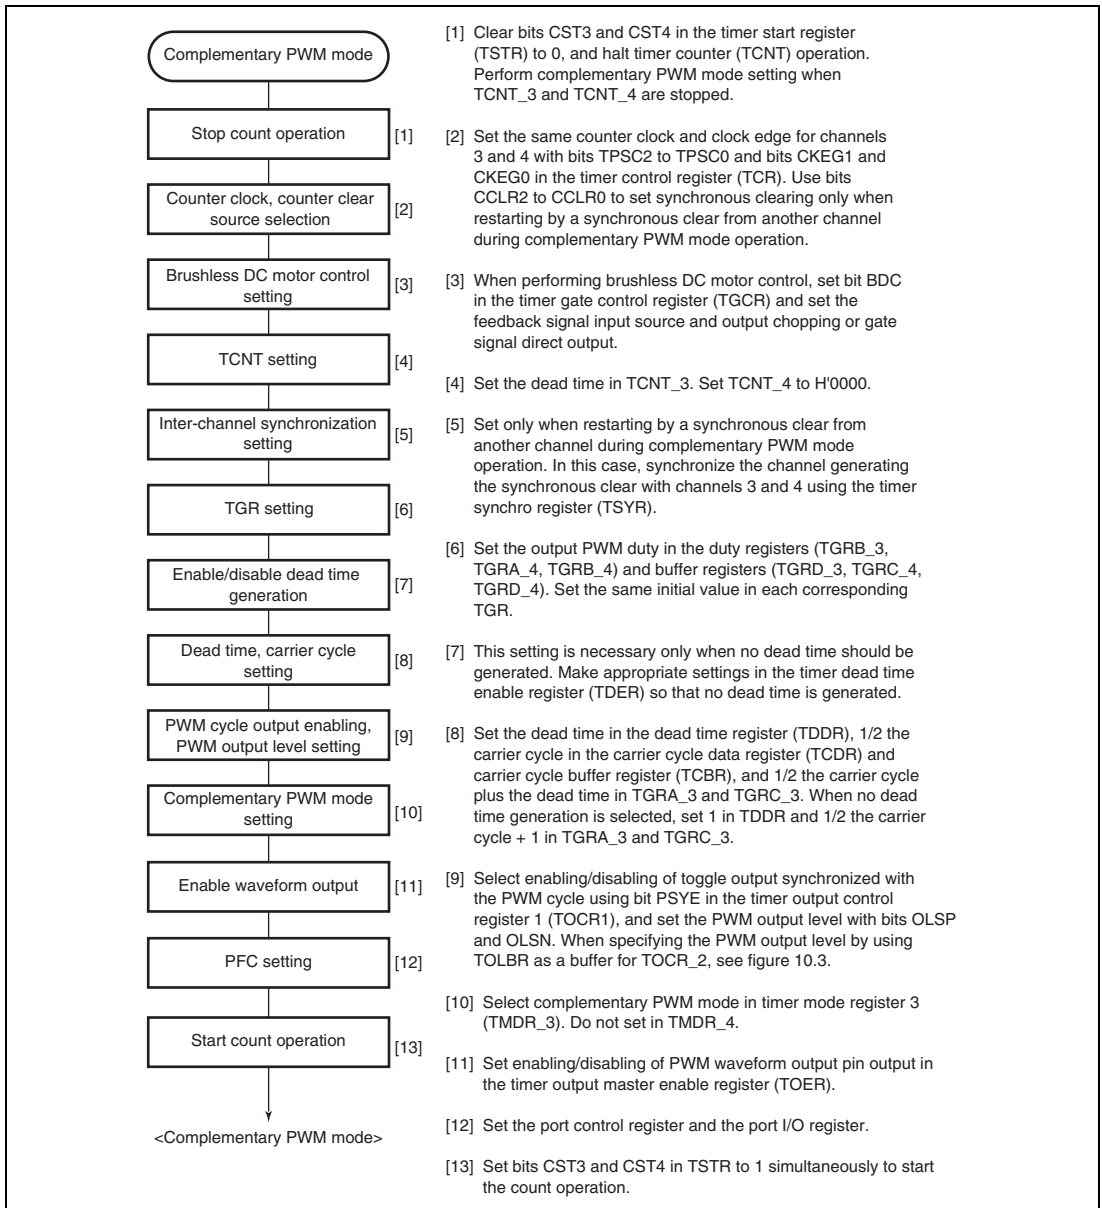 Complementary PWM mode
Stop count operation
[1]
Counter clock, counter clear
source selection
[2]
Brushless DC motor control
setting
[3]
TCNT setting
[4]
Inter-channel synchronization
setting
[5]
TGR setting
[6]
Enable/disable dead time
generation
[7]
Dead time, carrier cycle
setting
[8]
PWM cycle output enabling,
PWM output level setting
[9]
Complementary PWM mode
setting
[10]
Enable waveform output
[11]
PFC setting
[12]
Start count operation
[13]
<Complementary PWM mode>
[1] Clear bits CST3 and CST4 in the timer start register
(TSTR) to 0, and halt timer counter (TCNT) operation.
Perform complementary PWM mode setting when
TCNT_3 and TCNT_4 are stopped.
[2] Set the same counter clock and clock edge for channels
3 and 4 with bits TPSC2 to TPSC0 and bits CKEG1 and
CKEG0 in the timer control register (TCR). Use bits
CCLR2 to CCLR0 to set synchronous clearing only when
restarting by a synchronous clear from another channel
during complementary PWM mode operation.
[3] When performing brushless DC motor control, set bit BDC
in the timer gate control register (TGCR) and set the
feedback signal input source and output chopping or gate
signal direct output.
[4] Set the dead time in TCNT_3. Set TCNT_4 to H'0000.
[5] Set only when restarting by a synchronous clear from
another channel during complementary PWM mode
operation. In this case, synchronize the channel generating
the synchronous clear with channels 3 and 4 using the timer
synchro register (TSYR).
[6] Set the output PWM duty in the duty registers (TGRB_3,
TGRA_4, TGRB_4) and buffer registers (TGRD_3, TGRC_4,
TGRD_4). Set the same initial value in each corresponding
TGR.
[7] This setting is necessary only when no dead time should be
generated. Make appropriate settings in the timer dead time
enable register (TDER) so that no dead time is generated.
[8] Set the dead time in the dead time register (TDDR), 1/2 the
carrier cycle in the carrier cycle data register (TCDR) and
carrier cycle buffer register (TCBR), and 1/2 the carrier cycle
plus the dead time in TGRA_3 and TGRC_3. When no dead
time generation is selected, set 1 in TDDR and 1/2 the carrier
cycle + 1 in TGRA_3 and TGRC_3.
[9] Select enabling/disabling of toggle output synchronized with
the PWM cycle using bit PSYE in the timer output control
register 1 (TOCR1), and set the PWM output level with bits OLSP
and OLSN. When specifying the PWM output level by using
TOLBR as a buffer for TOCR_2, see figure 10.3.
[10] Select complementary PWM mode in timer mode register 3
(TMDR_3). Do not set in TMDR_4.
[11] Set enabling/disabling of PWM waveform output pin output in
the timer output master enable register (TOER).
[12] Set the port control register and the port I/O register.
[13] Set bits CST3 and CST4 in TSTR to 1 simultaneously to start
the count operation.